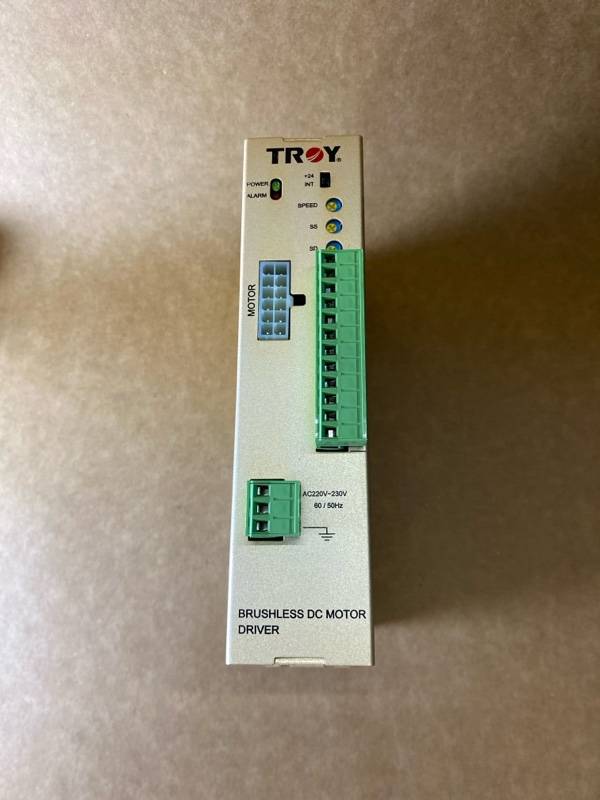 TROY®
POWER
ALARM
+24
INT
SPEED
SS
SD
MOTOR
AC220V~230V
60 / 50Hz
BRUSHLESS DC MOTOR
DRIVER